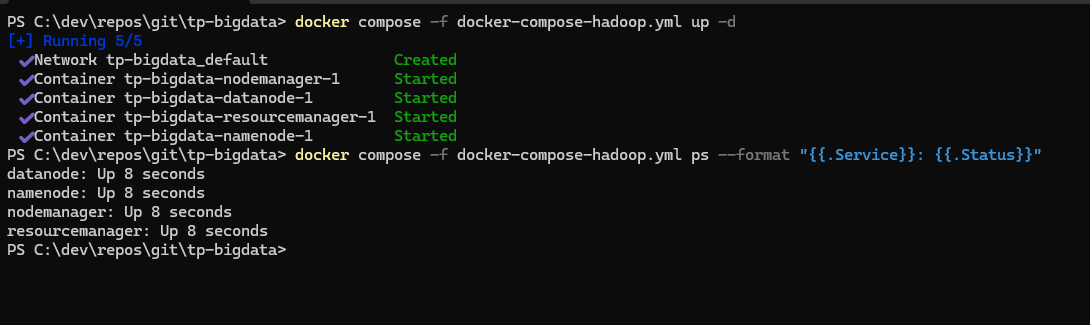 PS C:\dev\repos\git\tp-bigdata> docker compose -f docker-compose-hadoop.yml up -d
[+] Running 5/5
✔Network tp-bigdata_default Created
✔Container tp-bigdata-nodemanager-1 Started
✔Container tp-bigdata-datanode-1 Started
✔Container tp-bigdata-resourcemanager-1 Started
✔Container tp-bigdata-namenode-1 Started
PS C:\dev\repos\git\tp-bigdata> docker compose -f docker-compose-hadoop.yml ps --format "{{.Service}}: {{.Status}}"
datanode: Up 8 seconds
namenode: Up 8 seconds
nodemanager: Up 8 seconds
resourcemanager: Up 8 seconds
PS C:\dev\repos\git\tp-bigdata>